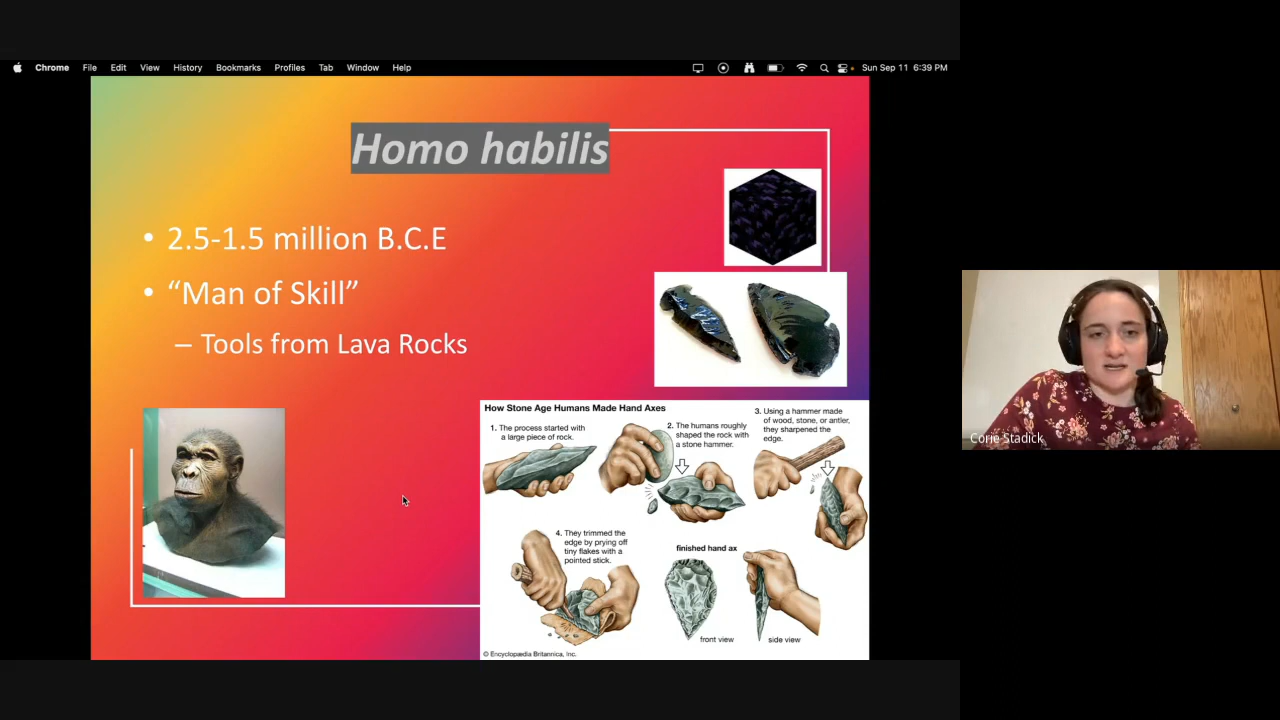 Chrome File Edit View History Bookmarks Profiles Tab Window Help Sun Sep 11 6:39 PM
Homo habilis
• 2.5-1.5 million B.C.E
• “Man of Skill”
– Tools from Lava Rocks
How Stone Age Humans Made Hand Axes
1. The process started with
a large piece of rock.
2. The humans roughly
shaped the rock with
a stone hammer.
3. Using a hammer made
of wood, stone, or antler,
they sharpened the
edge.
4. They trimmed the
edge by prying off
tiny flakes with a
pointed stick.
finished hand ax
front view
side view
© Encyclopædia Britannica, Inc.
Corie Stadick